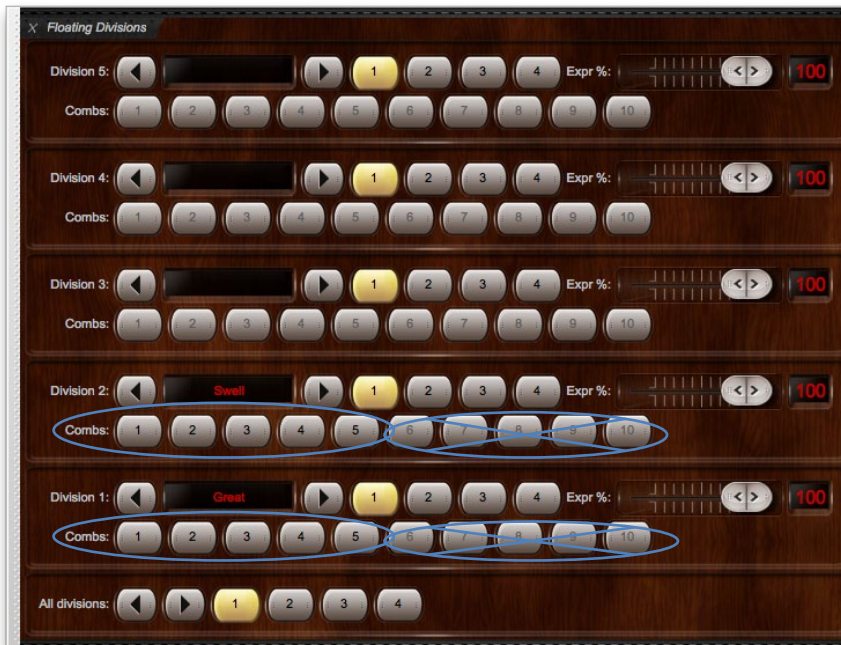 X Floating Divisions
Division 5: 1 2 3 4 Expr %: < > 100
Combs: 1 2 3 4 5 6 7 8 9 10
Division 4: 1 2 3 4 Expr %: < > 100
Combs: 1 2 3 4 5 6 7 8 9 10
Division 3: 1 2 3 4 Expr %: < > 100
Combs: 1 2 3 4 5 6 7 8 9 10
Division 2: Swell 1 2 3 4 Expr %: < > 100
Combs: 1 2 3 4 5 6 7 8 9 10
Division 1: Great 1 2 3 4 Expr %: < > 100
Combs: 1 2 3 4 5 6 7 8 9 10
All divisions: 1 2 3 4